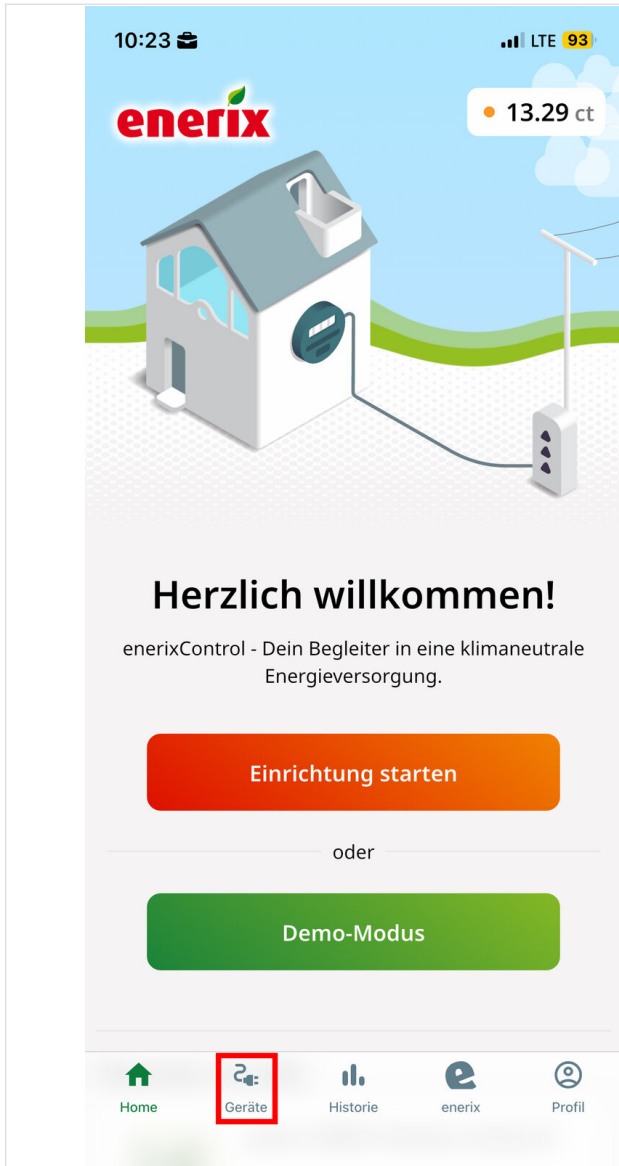 10:23
LTE 93
enerix
13.29 ct
Herzlich willkommen!
enerixControl - Dein Begleiter in eine klimaneutrale
Energieversorgung.
Einrichtung starten
oder
Demo-Modus
Home Geräte Historie enerix Profil